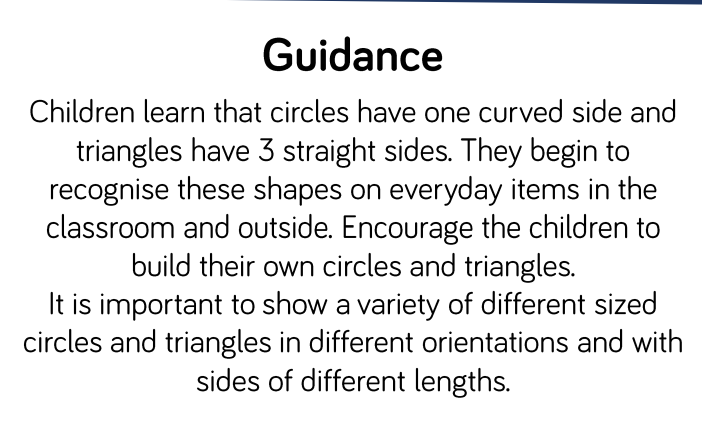 Guidance
Children learn that circles have one curved side and
triangles have 3 straight sides. They begin to
recognise these shapes on everyday items in the
classroom and outside. Encourage the children to
build their own circles and triangles.
It is important to show a variety of different sized
circles and triangles in different orientations and with
sides of different lengths.